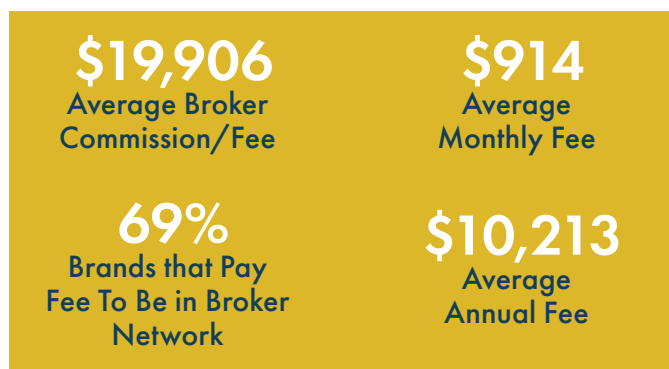 $19,906
Average Broker
Commission/Fee
$914
Average
Monthly Fee
69%
Brands that Pay
Fee To Be in Broker
Network
$10,213
Average
Annual Fee